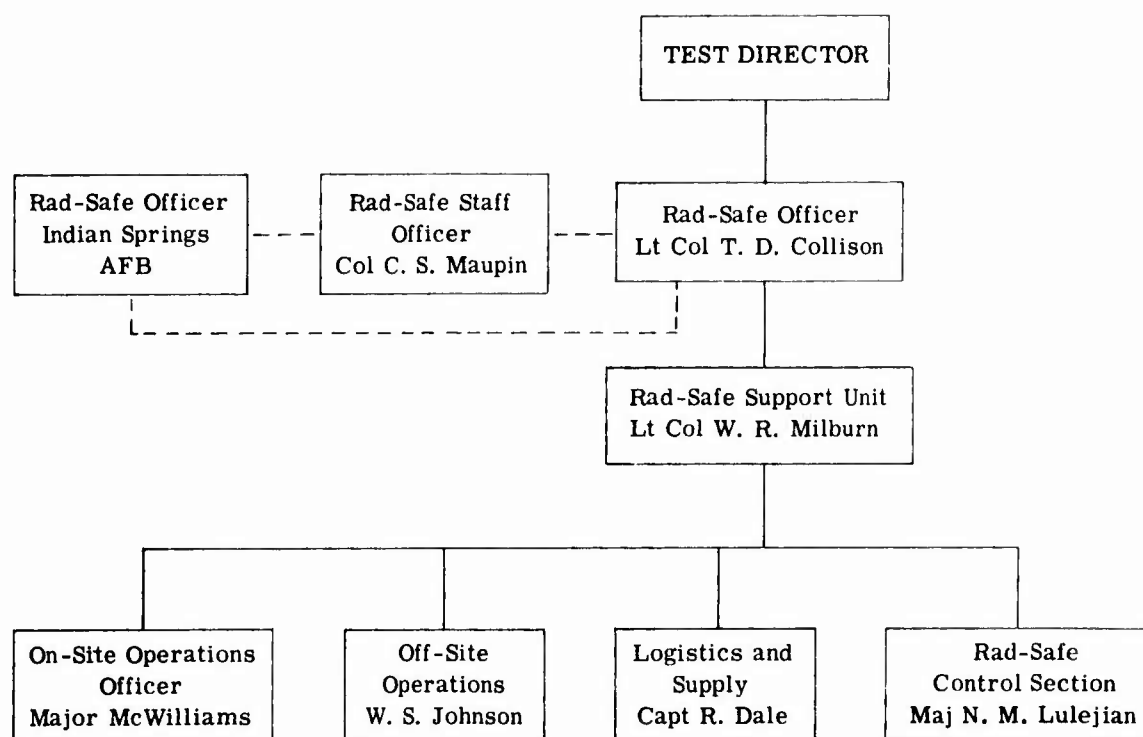 TEST DIRECTOR
Rad-Safe Officer
Indian Springs
AFB
Rad-Safe Staff
Officer
Col C. S. Maupin
Rad-Safe Officer
Lt Col T. D. Collison
Rad-Safe Support Unit
Lt Col W. R. Milburn
On-Site Operations
Officer
Major McWilliams
Off-Site
Operations
W. S. Johnson
Logistics and
Supply
Capt R. Dale
Rad-Safe
Control Section
Maj N. M. Lulejian